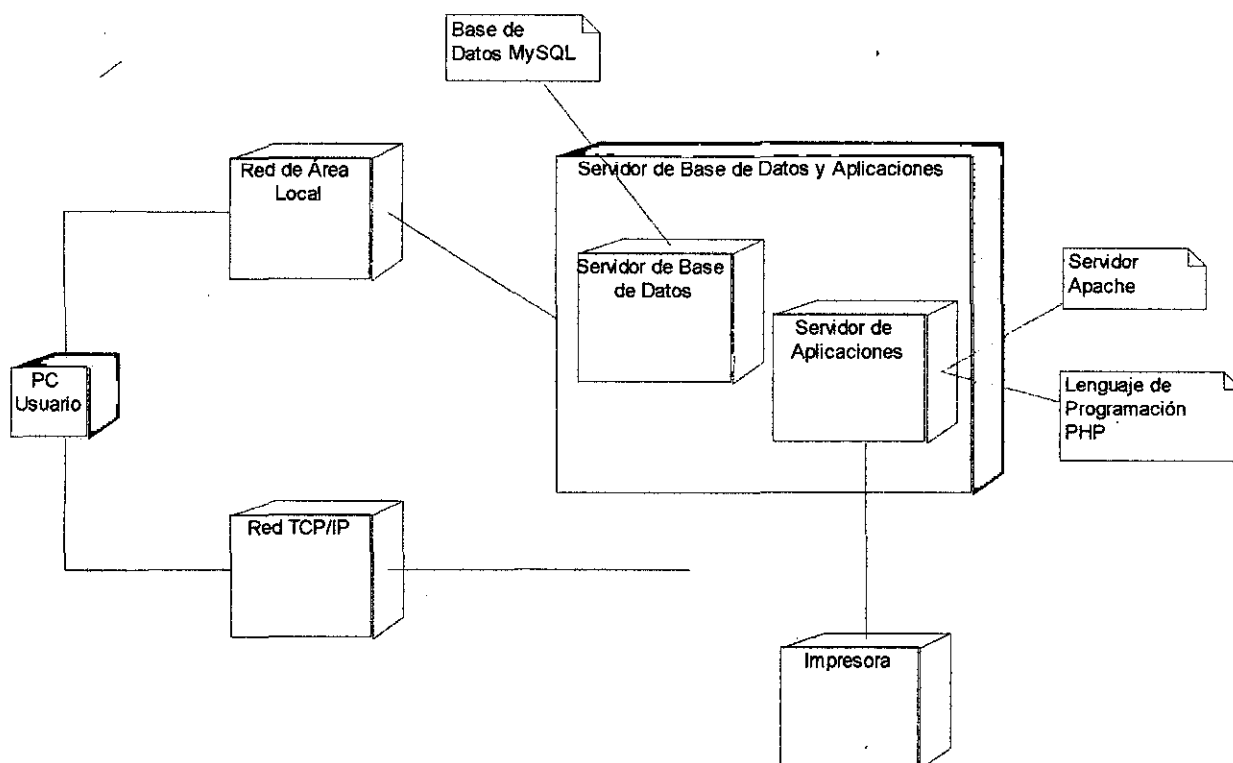 Base de
Datos MySQL
Red de Área
Local
Servidor de Base de Datos y Aplicaciones
Servidor de Base
de Datos
Servidor
Apache
Servidor de
Aplicaciones
PC
Usuario
Lenguaje de
Programación
PHP
Red TCP/IP
Impresora